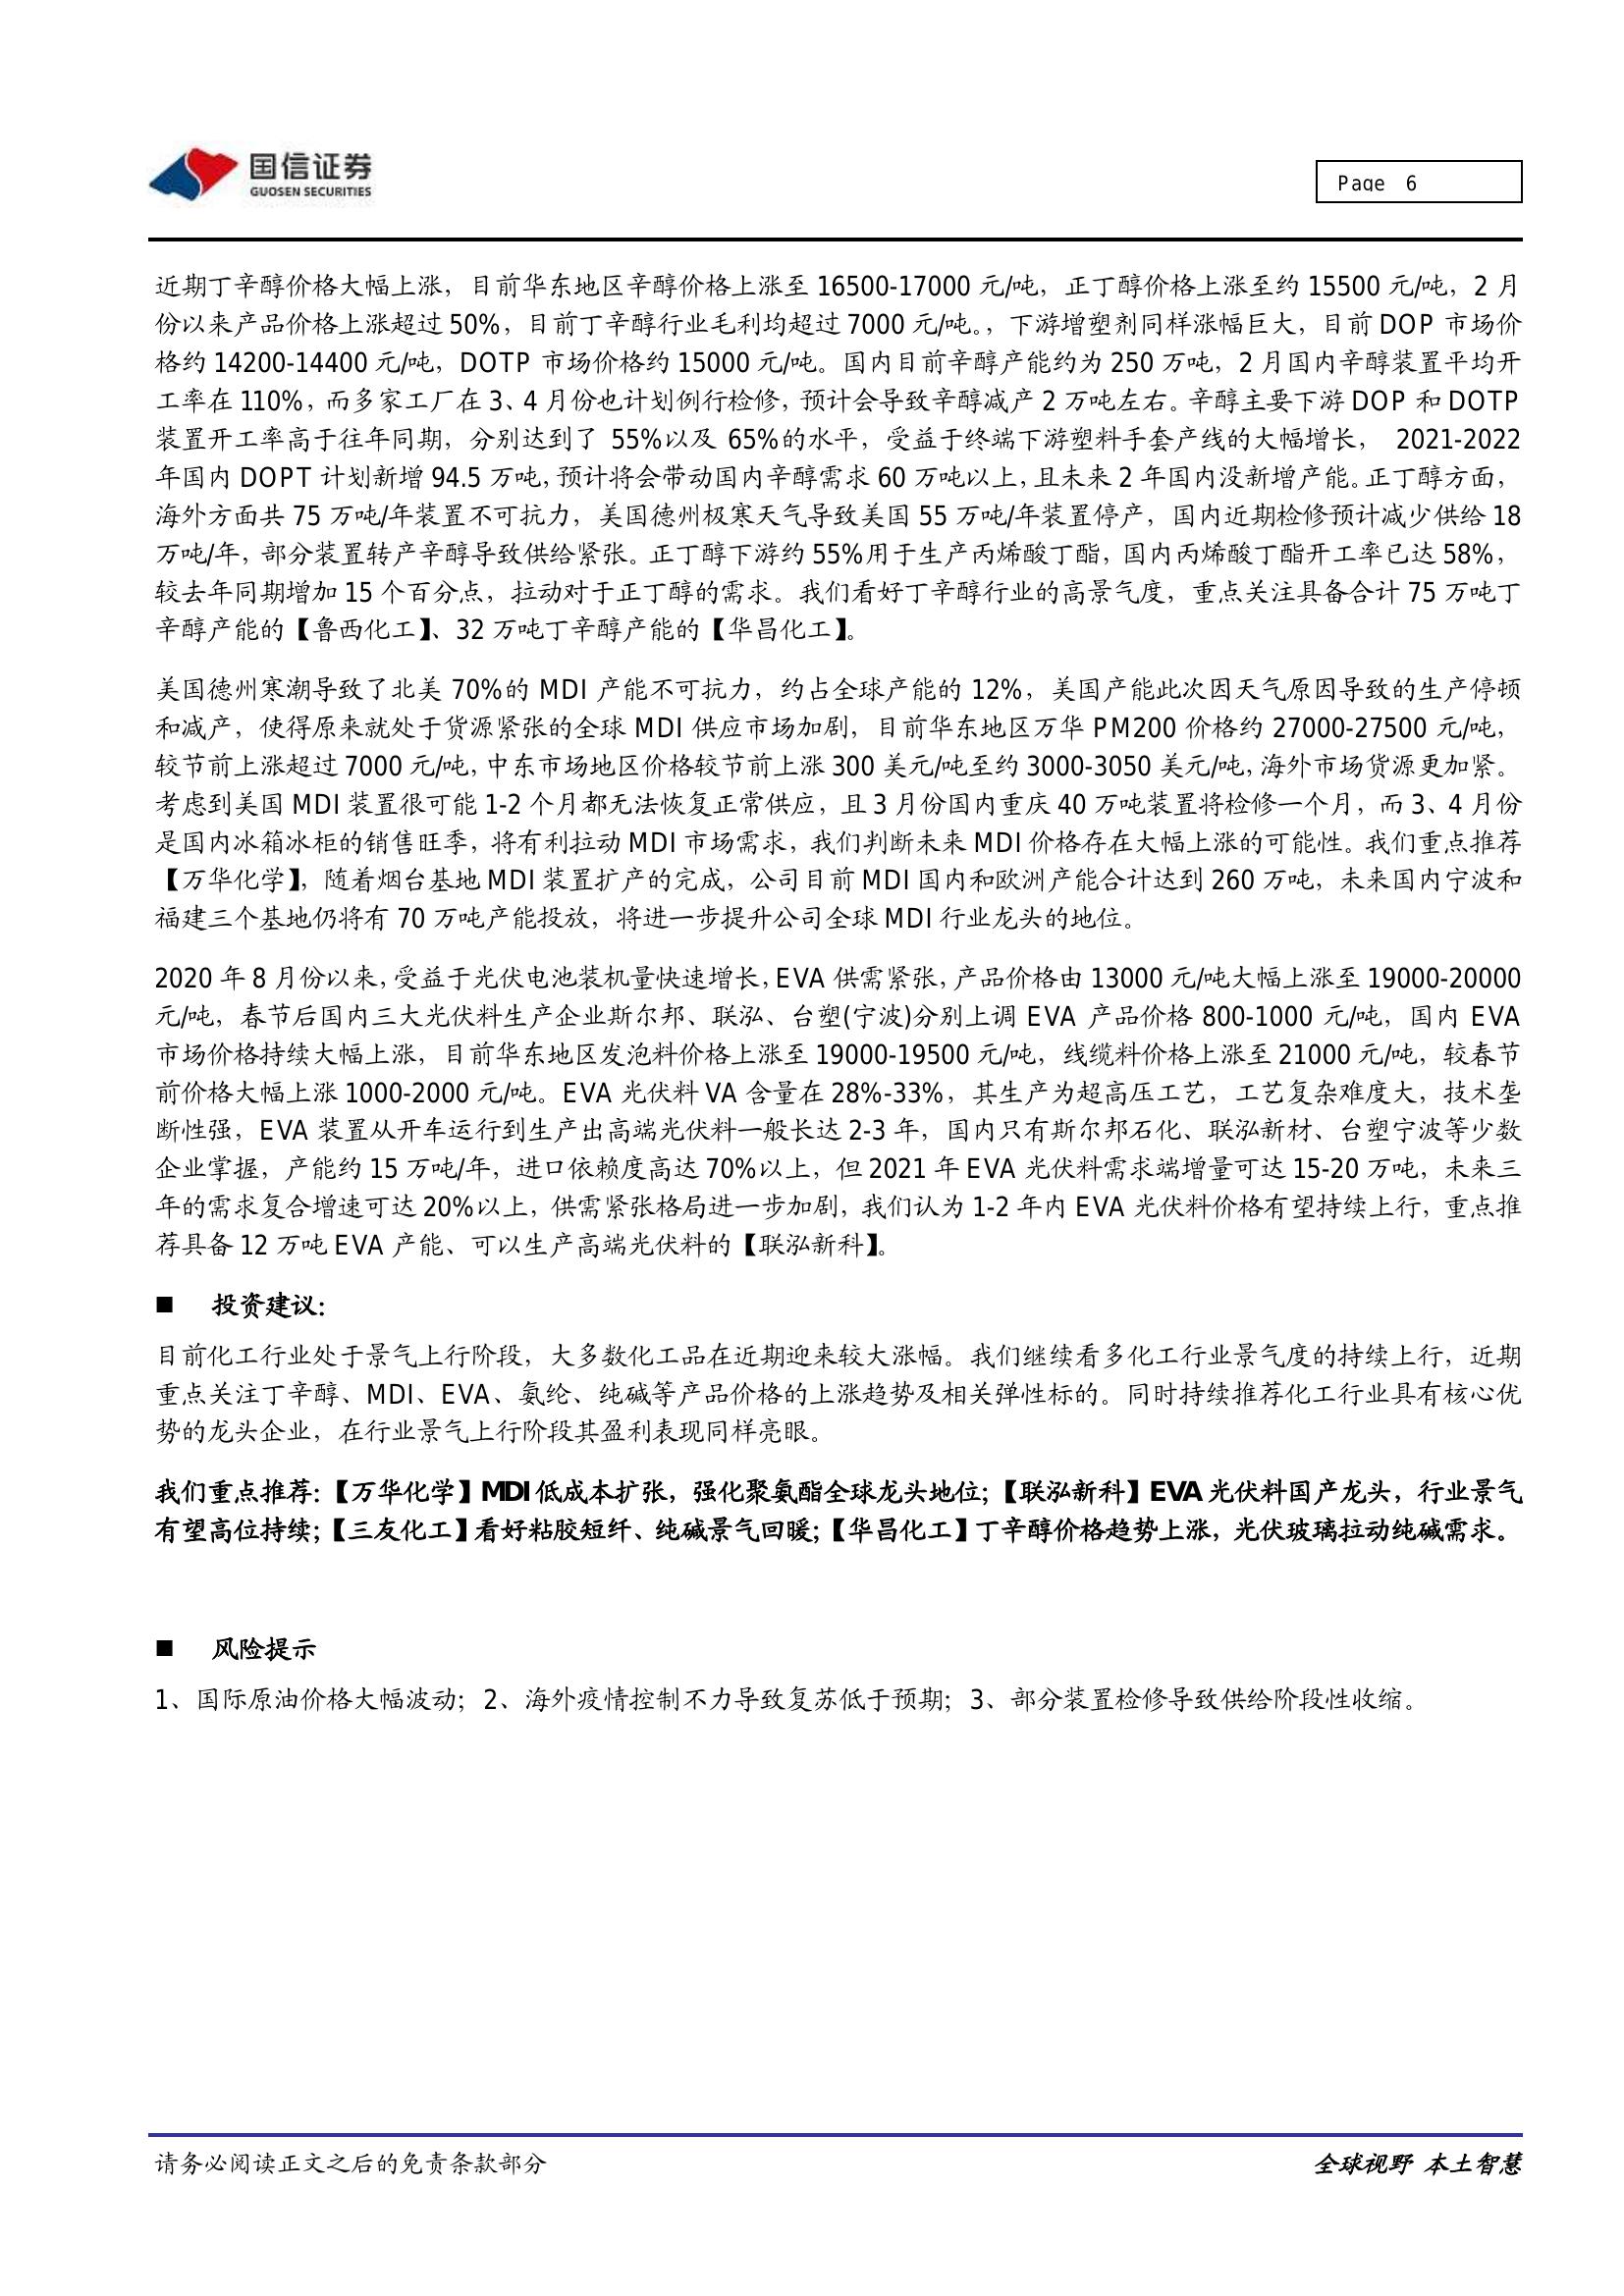 国信证券
GUOSEN SECURITIES
Page 6
近期丁辛醇价格大幅上涨，目前华东地区辛醇价格上涨至 16500-17000 元/吨，正丁醇价格上涨至约 15500 元/吨，2 月
份以来产品价格上涨超过 50%，目前丁辛醇行业毛利均超过 7000 元/吨。，下游增塑剂同样涨幅巨大，目前 DOP 市场价
格约 14200-14400 元/吨，DOTP 市场价格约 15000 元/吨。国内目前辛醇产能约为 250 万吨，2 月国内辛醇装置平均开
工率在 110%，而多家工厂在 3、4 月份也计划例行检修，预计会导致辛醇减产 2 万吨左右。辛醇主要下游 DOP 和 DOTP
装置开工率高于往年同期，分别达到了 55%以及 65%的水平，受益于终端下游塑料手套产线的大幅增长， 2021-2022
年国内 DOPT 计划新增 94.5 万吨，预计将会带动国内辛醇需求 60 万吨以上，且未来 2 年国内没新增产能。正丁醇方面，
海外方面共 75 万吨/年装置不可抗力，美国德州极寒天气导致美国 55 万吨/年装置停产，国内近期检修预计减少供给 18
万吨/年，部分装置转产辛醇导致供给紧张。正丁醇下游约 55%用于生产丙烯酸丁酯，国内丙烯酸丁酯开工率已达 58%，
较去年同期增加 15 个百分点，拉动对于正丁醇的需求。我们看好丁辛醇行业的高景气度，重点关注具备合计 75 万吨丁
辛醇产能的【鲁西化工】、32 万吨丁辛醇产能的【华昌化工】。
美国德州寒潮导致了北美 70%的 MDI 产能不可抗力，约占全球产能的 12%，美国产能此次因天气原因导致的生产停顿
和减产，使得原来就处于货源紧张的全球 MDI 供应市场加剧，目前华东地区万华 PM200 价格约 27000-27500 元/吨，
较节前上涨超过 7000 元/吨，中东市场地区价格较节前上涨 300 美元/吨至约 3000-3050 美元/吨，海外市场货源更加紧。
考虑到美国 MDI 装置很可能 1-2 个月都无法恢复正常供应，且 3 月份国内重庆 40 万吨装置将检修一个月，而 3、4 月份
是国内冰箱冰柜的销售旺季，将有利拉动 MDI 市场需求，我们判断未来 MDI 价格存在大幅上涨的可能性。我们重点推荐
【万华化学】，随着烟台基地 MDI 装置扩产的完成，公司目前 MDI 国内和欧洲产能合计达到 260 万吨，未来国内宁波和
福建三个基地仍将有 70 万吨产能投放，将进一步提升公司全球 MDI 行业龙头的地位。
2020 年 8 月份以来，受益于光伏电池装机量快速增长，EVA 供需紧张，产品价格由 13000 元/吨大幅上涨至 19000-20000
元/吨，春节后国内三大光伏料生产企业斯尔邦、联泓、台塑(宁波)分别上调 EVA 产品价格 800-1000 元/吨，国内 EVA
市场价格持续大幅上涨，目前华东地区发泡料价格上涨至 19000-19500 元/吨，线缆料价格上涨至 21000 元/吨，较春节
前价格大幅上涨 1000-2000 元/吨。EVA 光伏料 VA 含量在 28%-33%，其生产为超高压工艺，工艺复杂难度大，技术垄
断性强，EVA 装置从开车运行到生产出高端光伏料一般长达 2-3 年，国内只有斯尔邦石化、联泓新材、台塑宁波等少数
企业掌握，产能约 15 万吨/年，进口依赖度高达 70%以上，但 2021 年 EVA 光伏料需求端增量可达 15-20 万吨，未来三
年的需求复合增速可达 20%以上，供需紧张格局进一步加剧，我们认为 1-2 年内 EVA 光伏料价格有望持续上行，重点推
荐具备 12 万吨 EVA 产能、可以生产高端光伏料的【联泓新科】。
■ 投资建议：
目前化工行业处于景气上行阶段，大多数化工品在近期迎来较大涨幅。我们继续看多化工行业景气度的持续上行，近期
重点关注丁辛醇、MDI、EVA、氨纶、纯碱等产品价格的上涨趋势及相关弹性标的。同时持续推荐化工行业具有核心优
势的龙头企业，在行业景气上行阶段其盈利表现同样亮眼。
我们重点推荐：【万华化学】MDI 低成本扩张，强化聚氨酯全球龙头地位；【联泓新科】EVA 光伏料国产龙头，行业景气
有望高位持续；【三友化工】看好粘胶短纤、纯碱景气回暖；【华昌化工】丁辛醇价格趋势上涨，光伏玻璃拉动纯碱需求。
■ 风险提示
1、国际原油价格大幅波动；2、海外疫情控制不力导致复苏低于预期；3、部分装置检修导致供给阶段性收缩。
请务必阅读正文之后的免责条款部分
全球视野 本土智慧